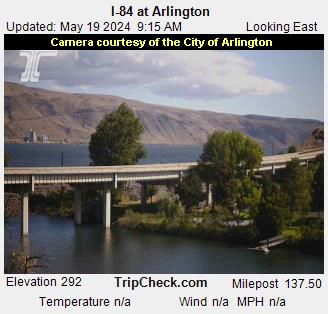 I-84 at Arlington
Updated: May 19 2024 9:15 AM Looking East
Camera courtesy of the City of Arlington
Elevation 292 TripCheck.com Milepost 137.50
Temperature n/a Wind n/a MPH n/a